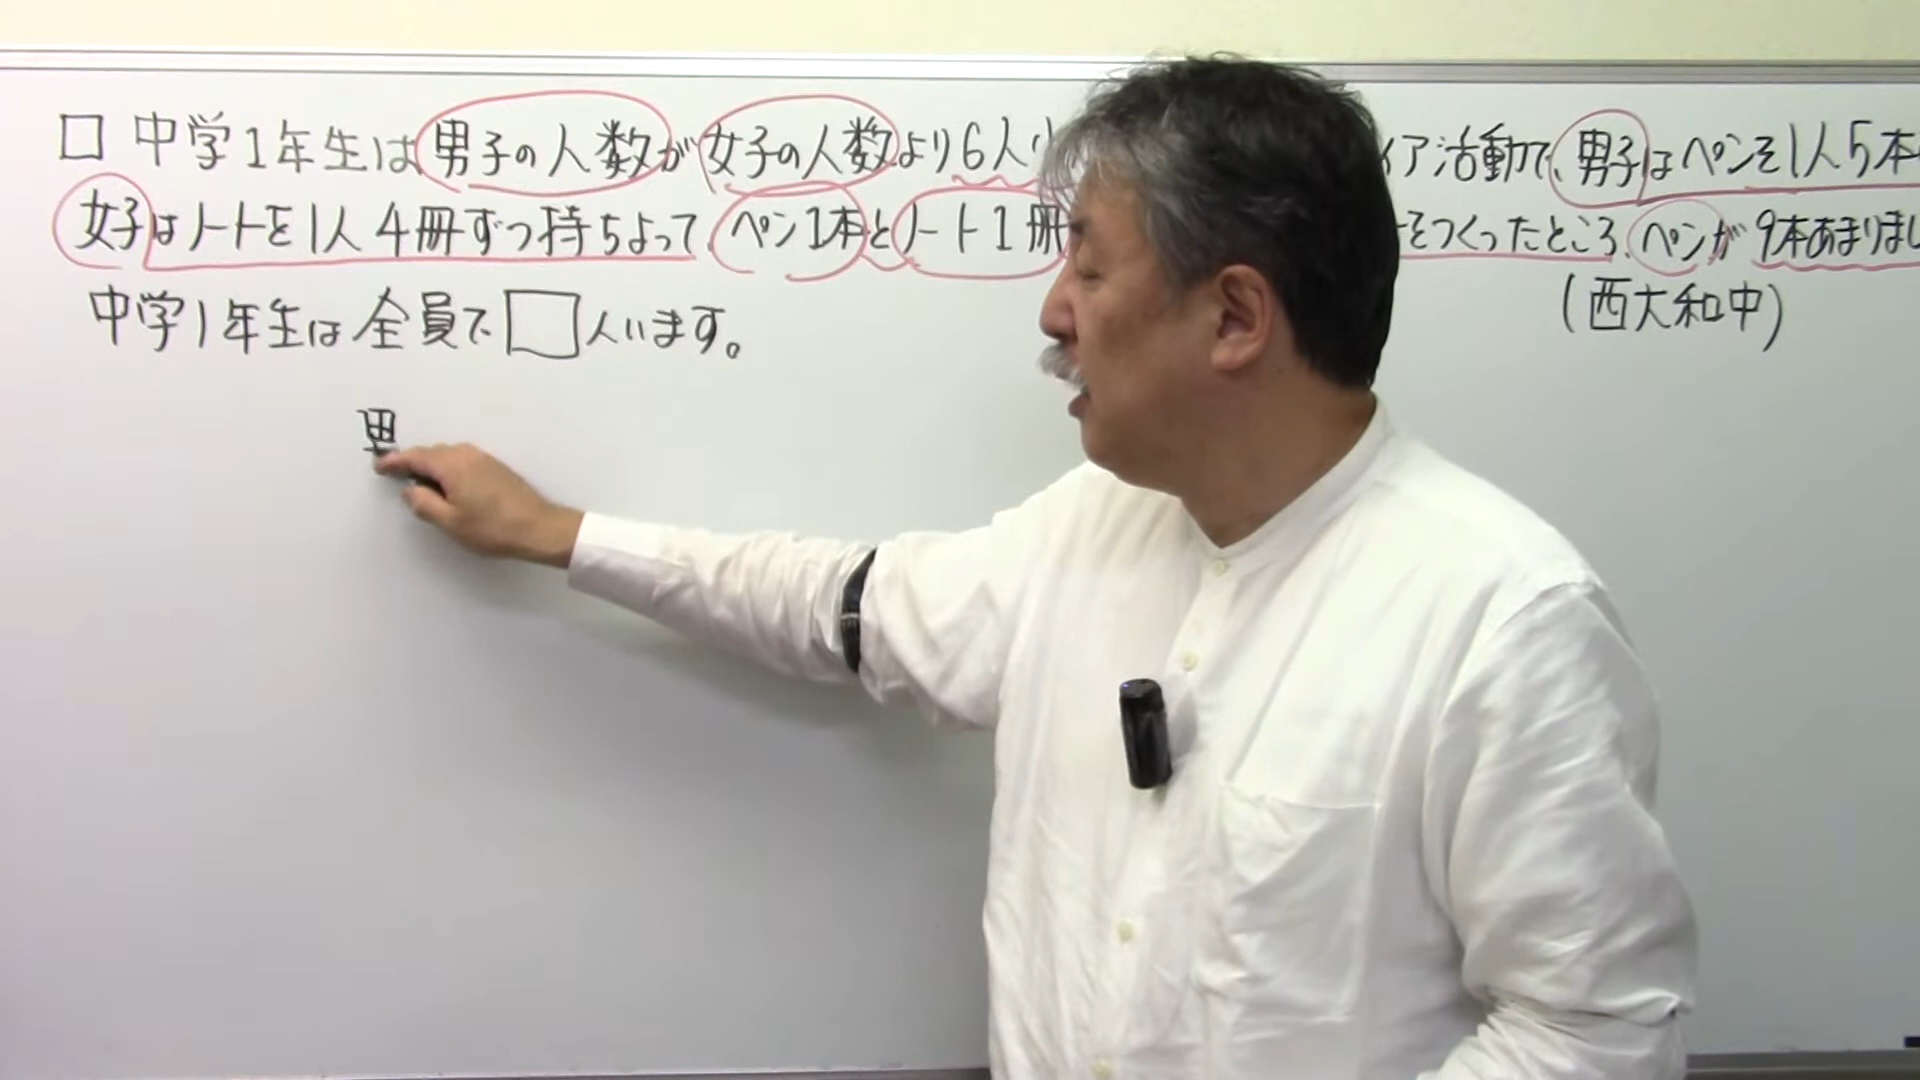 □ 中学1年生は男子の人数が女子の人数より6人 ィア活動で、男子はペンを1人5本
女子はノートを1人4冊ずつ持ちよって、ペン1本とノート1冊 をつくったところ、ペンが9本あまりまし
中学1年生は全員で□人います。
(西大和中)
男